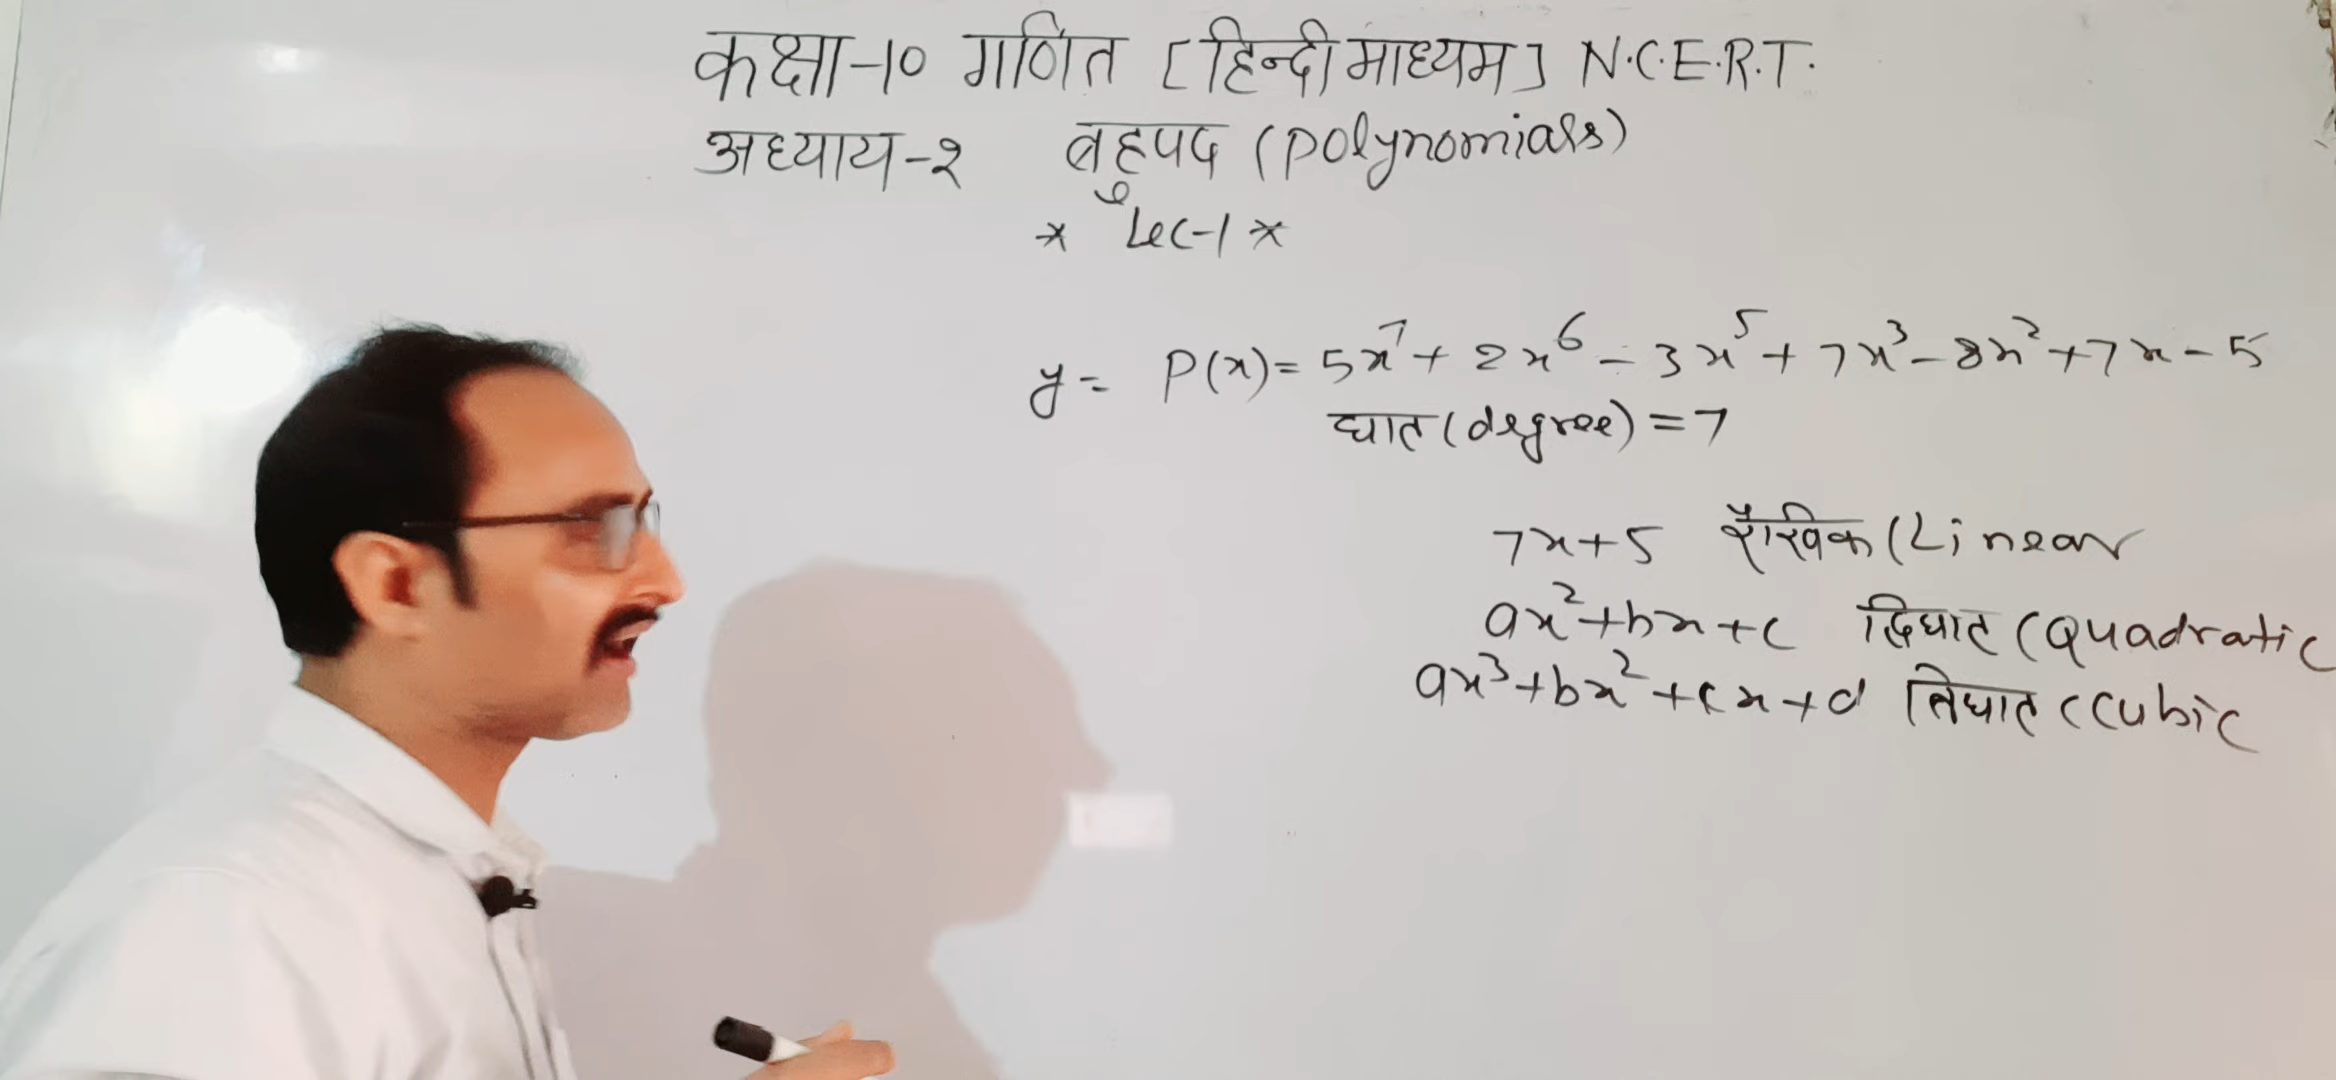 कक्षा-10 गणित [हिन्दी माध्यम] N.C.E.R.T.
अध्याय-२ बहुपद (polynomials)
* Lec-1 *
y = P(x) = 5x⁷ + 2x⁶ - 3x⁵ + 7x³ - 8x² + 7x - 5
घात (degree) = 7
7x+5 रैखिक (Linear
ax²+bx+c द्विघात (Quadratic
ax³+bx²+cx+d त्रिघात (Cubic